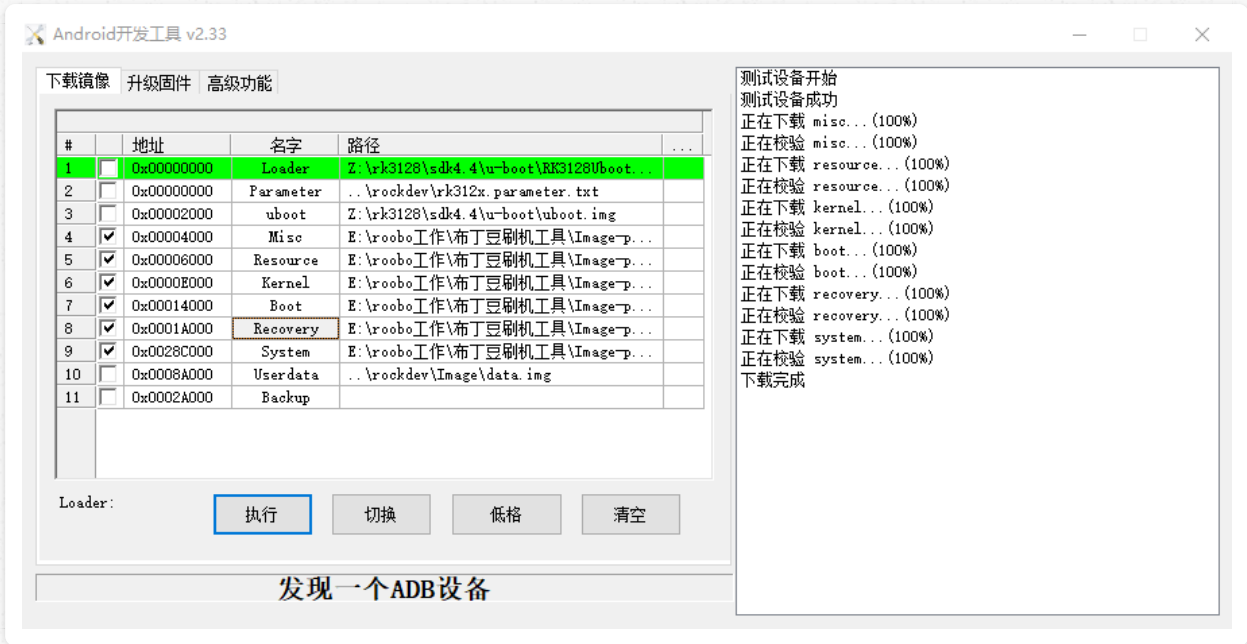 Android开发工具 v2.33
下载镜像 升级固件 高级功能
# 地址 名字 路径 ...
1 0x00000000 Loader Z:\rk3128\sdk4.4\u-boot\RK3128Uboot...
2 0x00000000 Parameter ..\rockdev\rk312x.parameter.txt
3 0x00002000 uboot Z:\rk3128\sdk4.4\u-boot\uboot.img
4 0x00004000 Misc E:\roobo工作\布丁豆刷机工具\Image-p...
5 0x00006000 Resource E:\roobo工作\布丁豆刷机工具\Image-p...
6 0x0000E000 Kernel E:\roobo工作\布丁豆刷机工具\Image-p...
7 0x00014000 Boot E:\roobo工作\布丁豆刷机工具\Image-p...
8 0x0001A000 Recovery E:\roobo工作\布丁豆刷机工具\Image-p...
9 0x0028C000 System E:\roobo工作\布丁豆刷机工具\Image-p...
10 0x0008A000 Userdata ..\rockdev\Image\data.img
11 0x0002A000 Backup
Loader: 执行 切换 低格 清空
发现一个ADB设备
测试设备开始
测试设备成功
正在下载 misc...(100%)
正在校验 misc...(100%)
正在下载 resource...(100%)
正在校验 resource...(100%)
正在下载 kernel...(100%)
正在校验 kernel...(100%)
正在下载 boot...(100%)
正在校验 boot...(100%)
正在下载 recovery...(100%)
正在校验 recovery...(100%)
正在下载 system...(100%)
正在校验 system...(100%)
下载完成